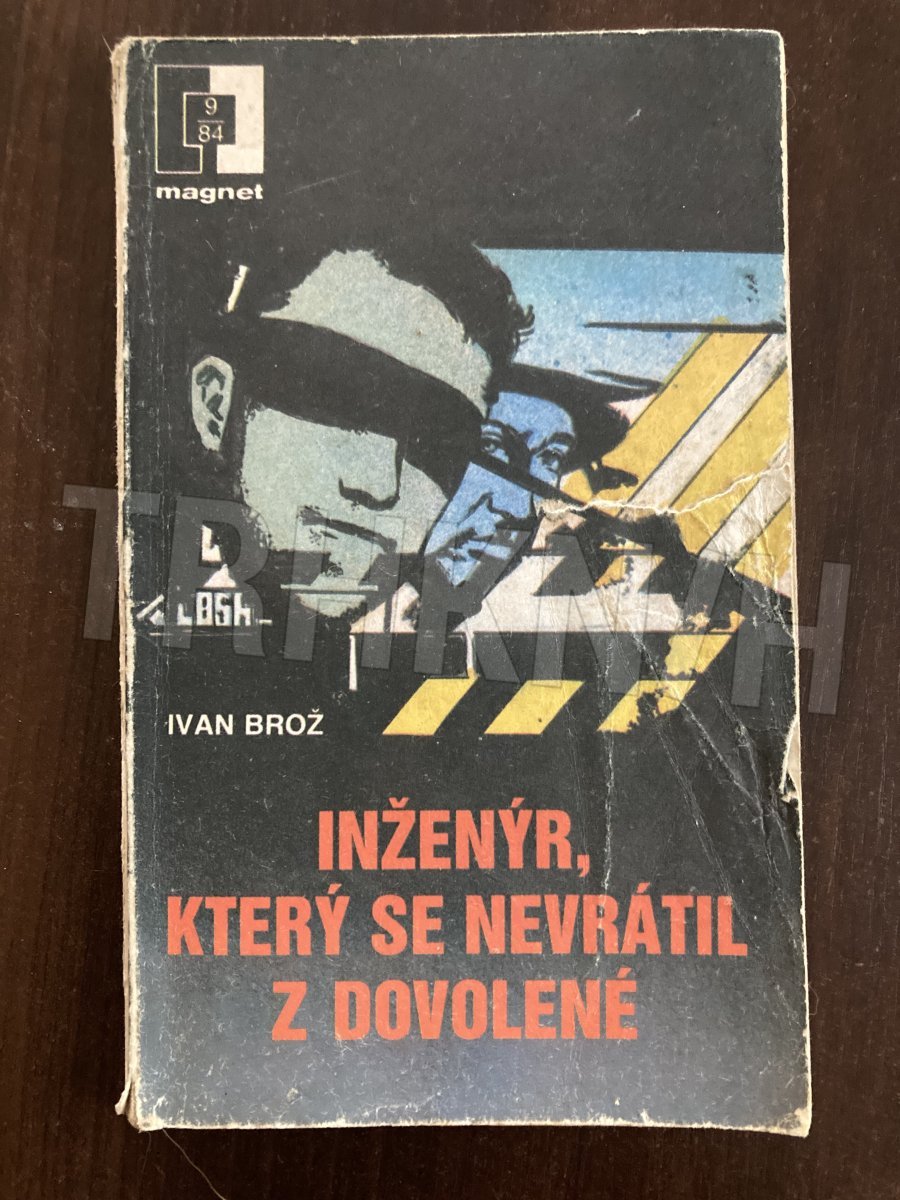 9
84
magnet
IVAN BROŽ
INŽENÝR,
KTERÝ SE NEVRÁTIL
Z DOVOLENÉ